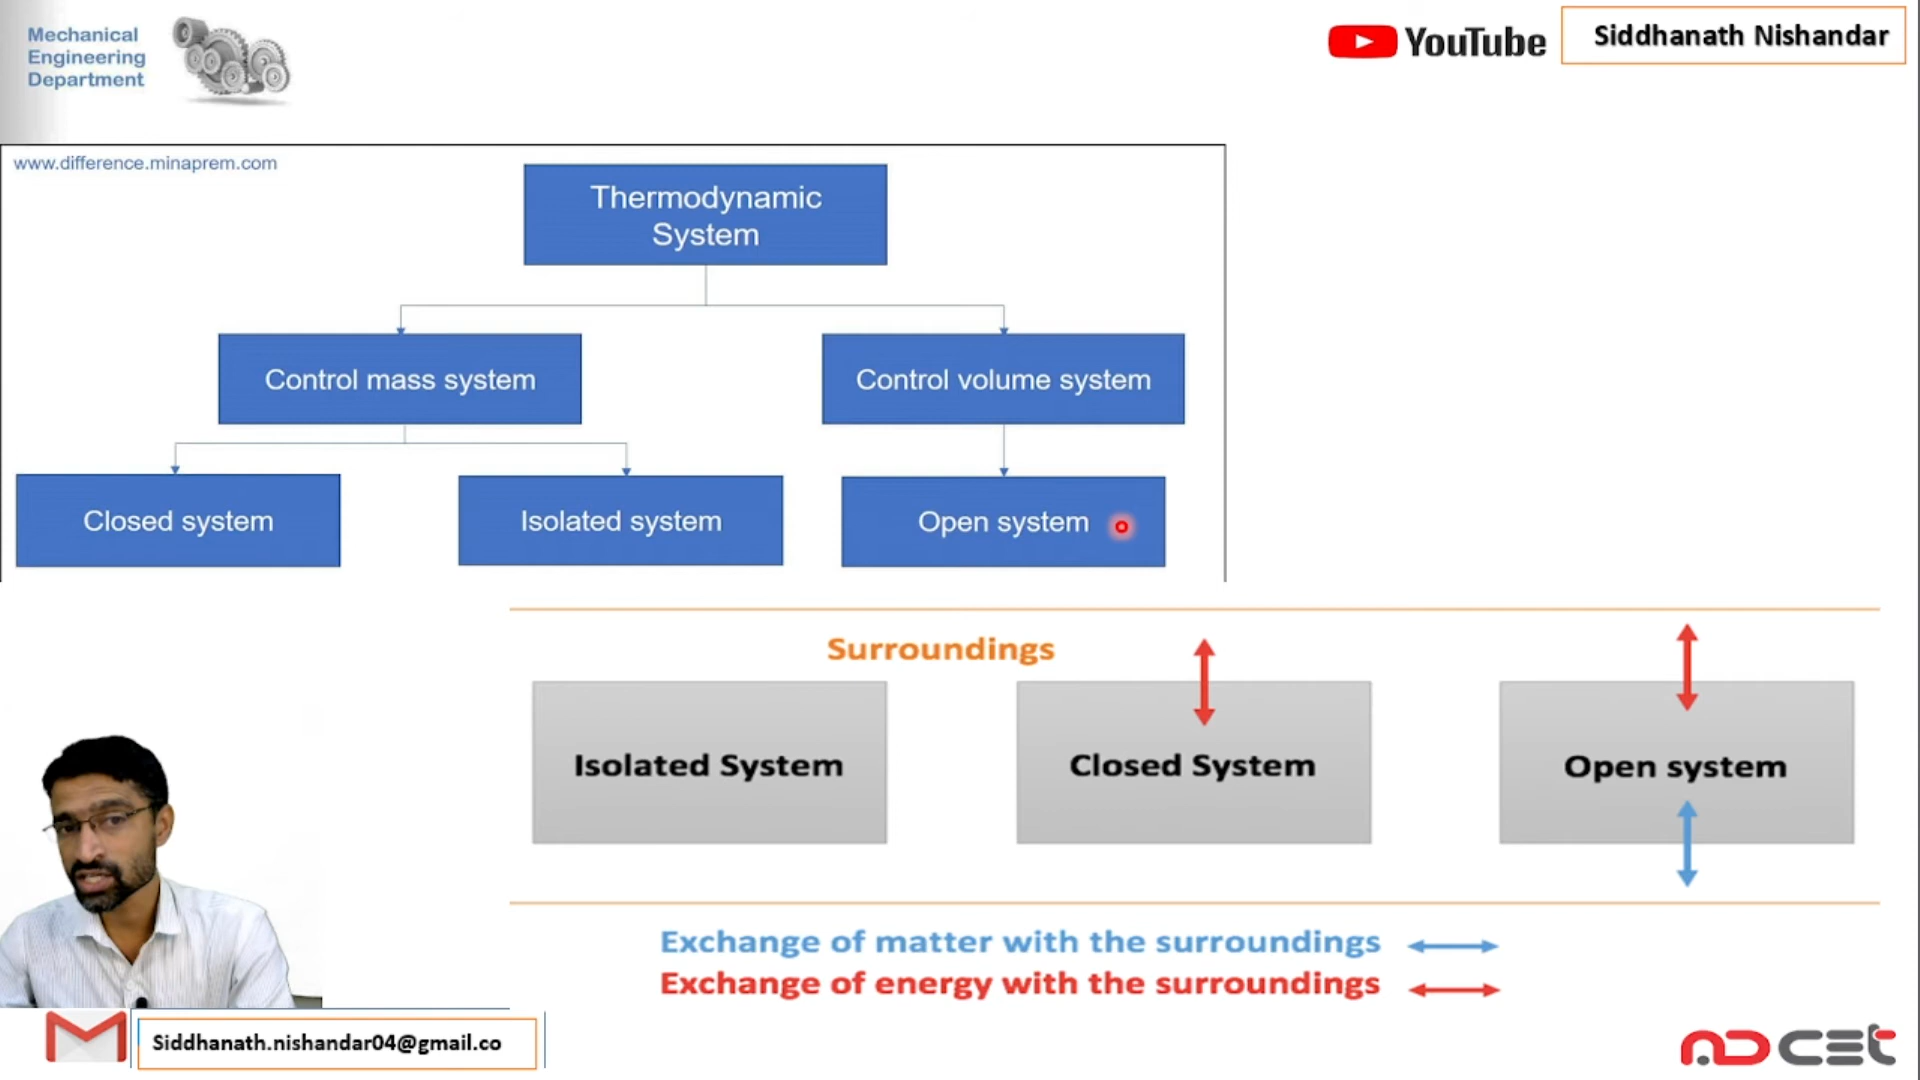 Mechanical
Engineering
Department
YouTube
Siddhanath Nishandar
www.difference.minaprem.com
Thermodynamic
System
Control mass system
Control volume system
Closed system
Isolated system
Open system
Surroundings
Isolated System
Closed System
Open system
Exchange of matter with the surroundings
Exchange of energy with the surroundings
Siddhanath.nishandar04@gmail.co
ADCET